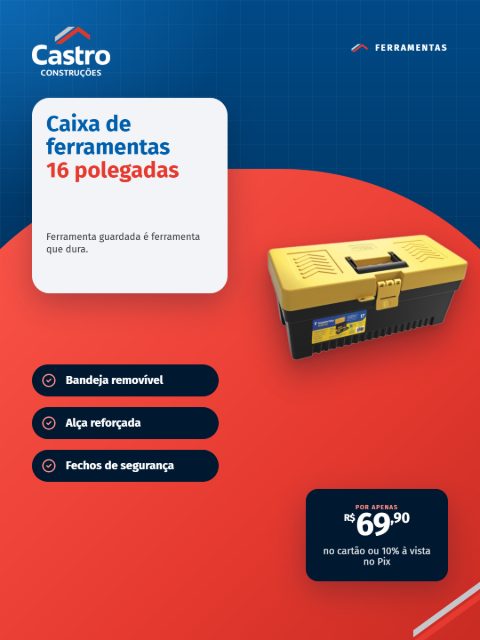 Castro
CONSTRUÇÕES
FERRAMENTAS
Caixa de
ferramentas
16 polegadas
Ferramenta guardada é ferramenta
que dura.
Bandeja removível
Alça reforçada
Fechos de segurança
POR APENAS
R$69,90
no cartão ou 10% à vista
no Pix